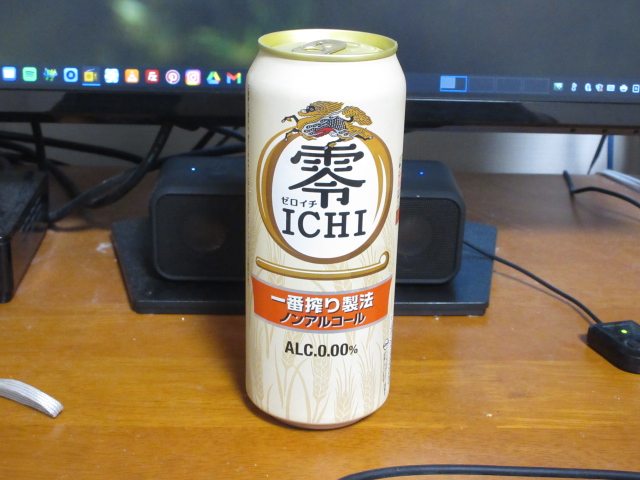 零
ゼロイチ
ICHI
一番搾り製法
ノンアルコール
ALC.0.00%